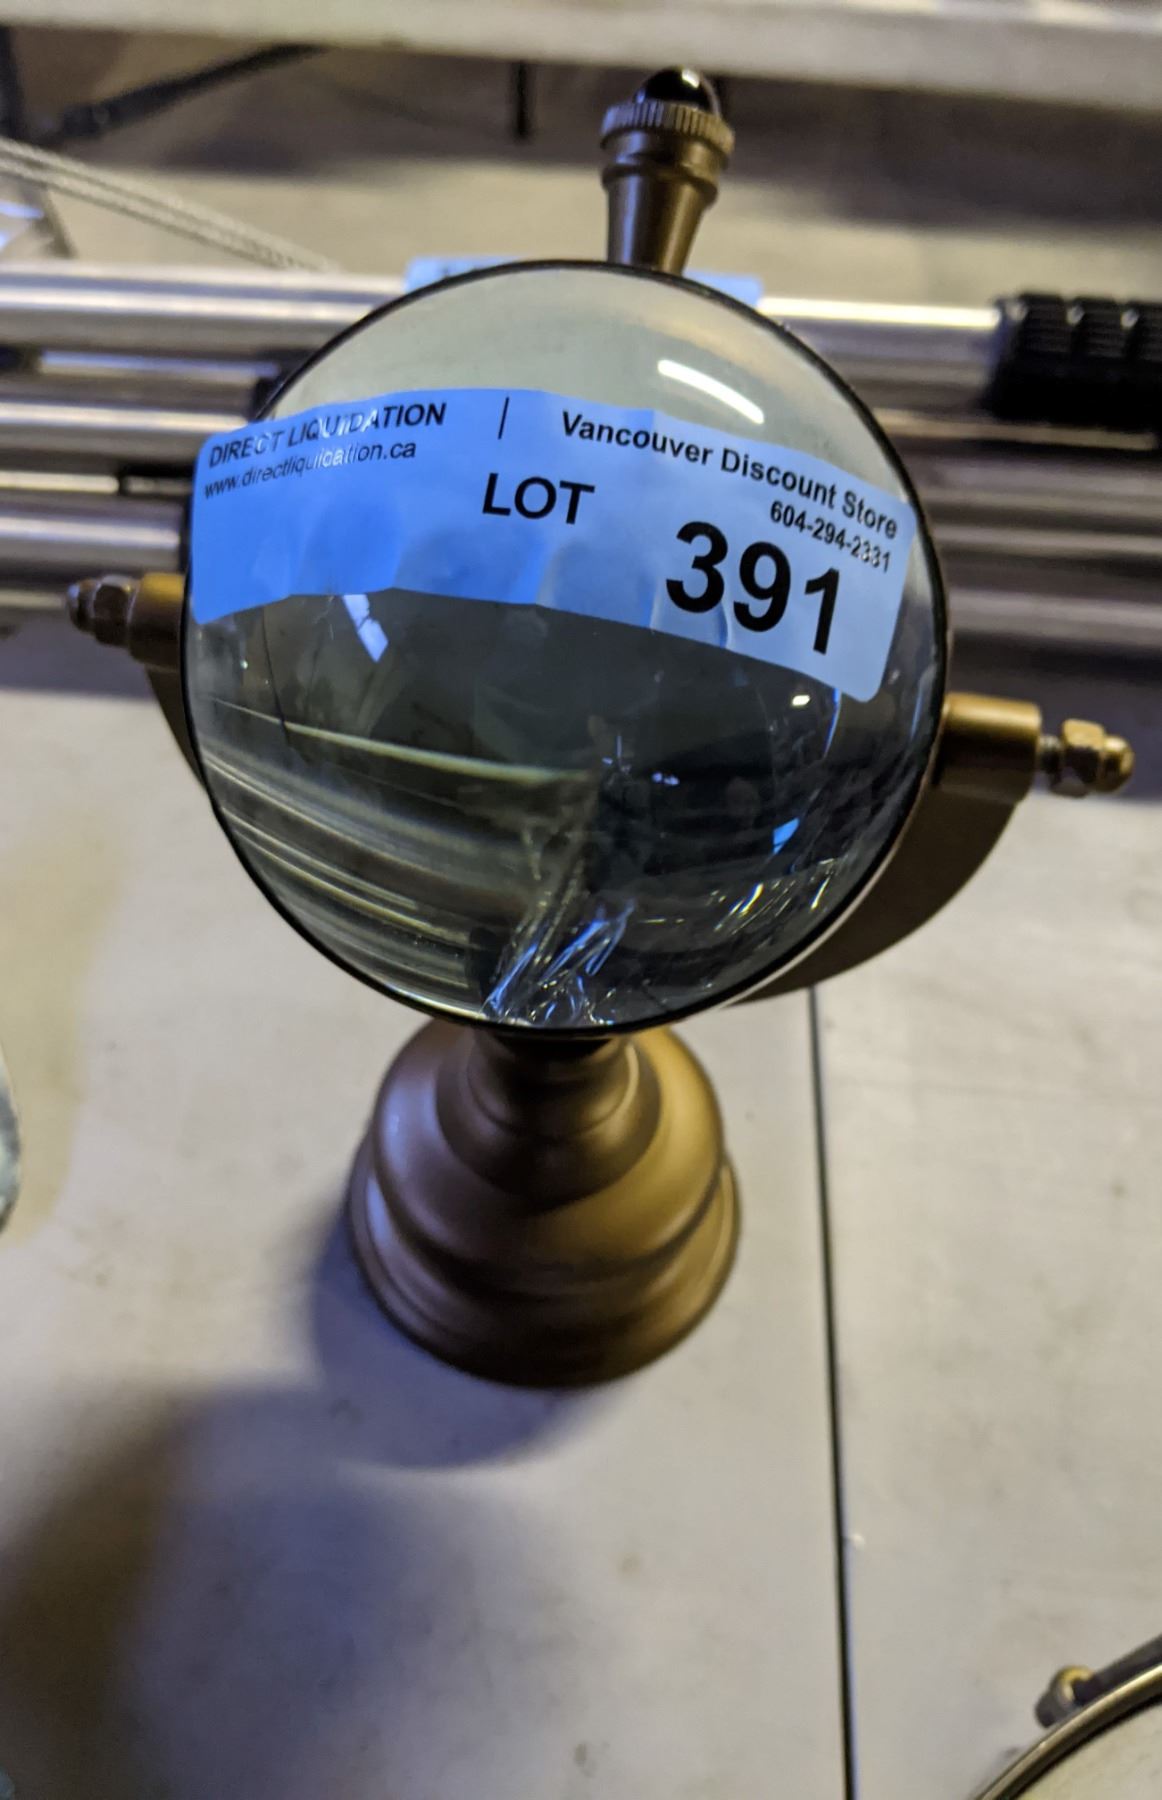 DIRECT LIQUIDATION | Vancouver Discount Store
www.directliquidation.ca
604-294-2331
LOT 391